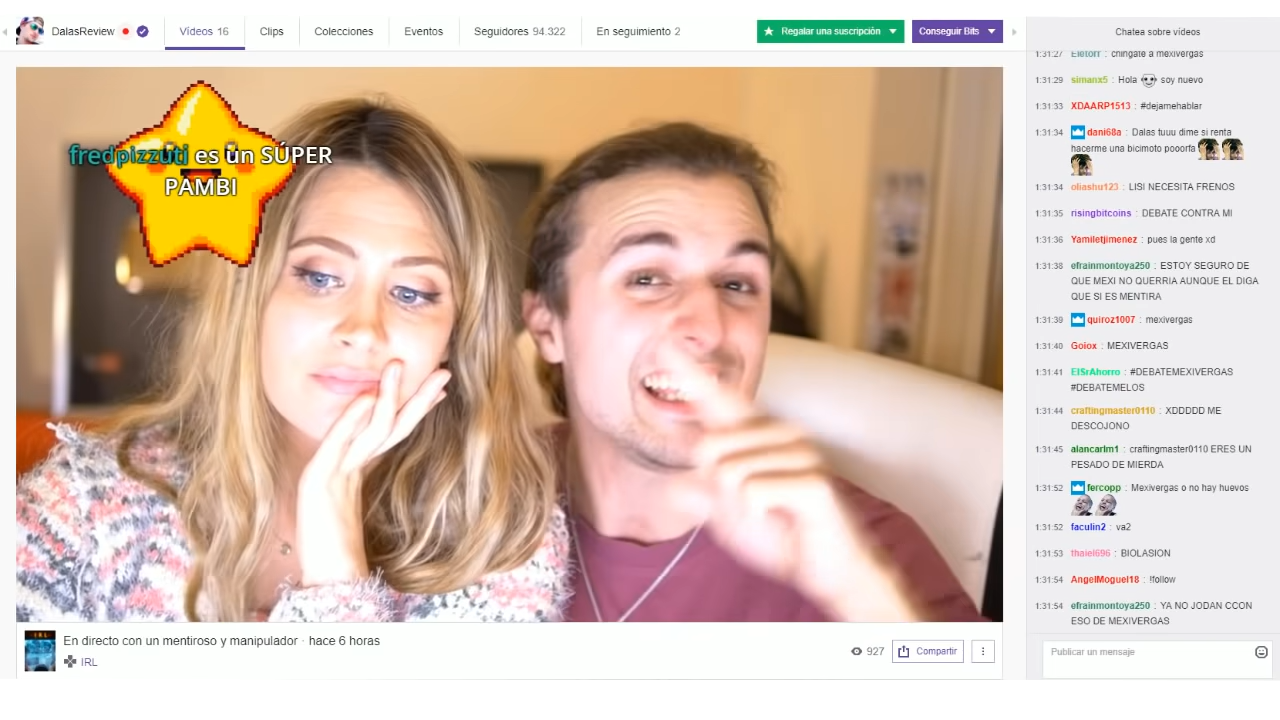 DalasReview
Vídeos 16
Clips
Colecciones
Eventos
Seguidores 94.322
En seguimiento 2
Regalar una suscripción
Conseguir Bits
fredpizzuti es un SÚPER
PAMBI
IRL
En directo con un mentiroso y manipulador · hace 6 horas
IRL
927
Compartir
Chatea sobre vídeos
1:31:27 Eletorr : chingate a mexivergas
1:31:29 simanx5 : Hola soy nuevo
1:31:33 XDAARP1513 : #dejamehablar
1:31:34 dani68a : Dalas tuuu dime si renta
hacerme una bicimoto pooorfa
1:31:34 oliashu123 : LISI NECESITA FRENOS
1:31:35 risingbitcoins : DEBATE CONTRA MI
1:31:36 Yamiletjimenez : pues la gente xd
1:31:38 efrainmontoya250 : ESTOY SEGURO DE
QUE MEXI NO QUERRIA AUNQUE EL DIGA
QUE SI ES MENTIRA
1:31:39 quiroz1007 : mexivergas
1:31:40 Goiox : MEXIVERGAS
1:31:41 ElSrAhorro : #DEBATEMEXIVERGAS
#DEBATEMELOS
1:31:44 craftingmaster0110 : XDDDDD ME
DESCOJONO
1:31:45 alancarlm1 : craftingmaster0110 ERES UN
PESADO DE MIERDA
1:31:52 fercopp : Mexivergas o no hay huevos
1:31:52 faculin2 : va2
1:31:53 thaiel696 : BIOLASION
1:31:54 AngelMoguel18 : !follow
1:31:54 efrainmontoya250 : YA NO JODAN CCON
ESO DE MEXIVERGAS
Publicar un mensaje